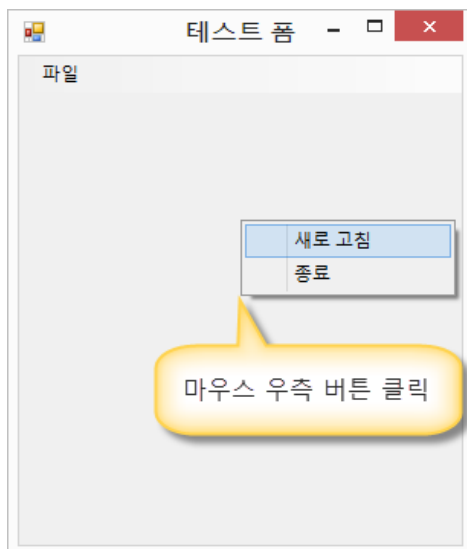 테스트 폼
파일
새로 고침
종료
마우스 우측 버튼 클릭